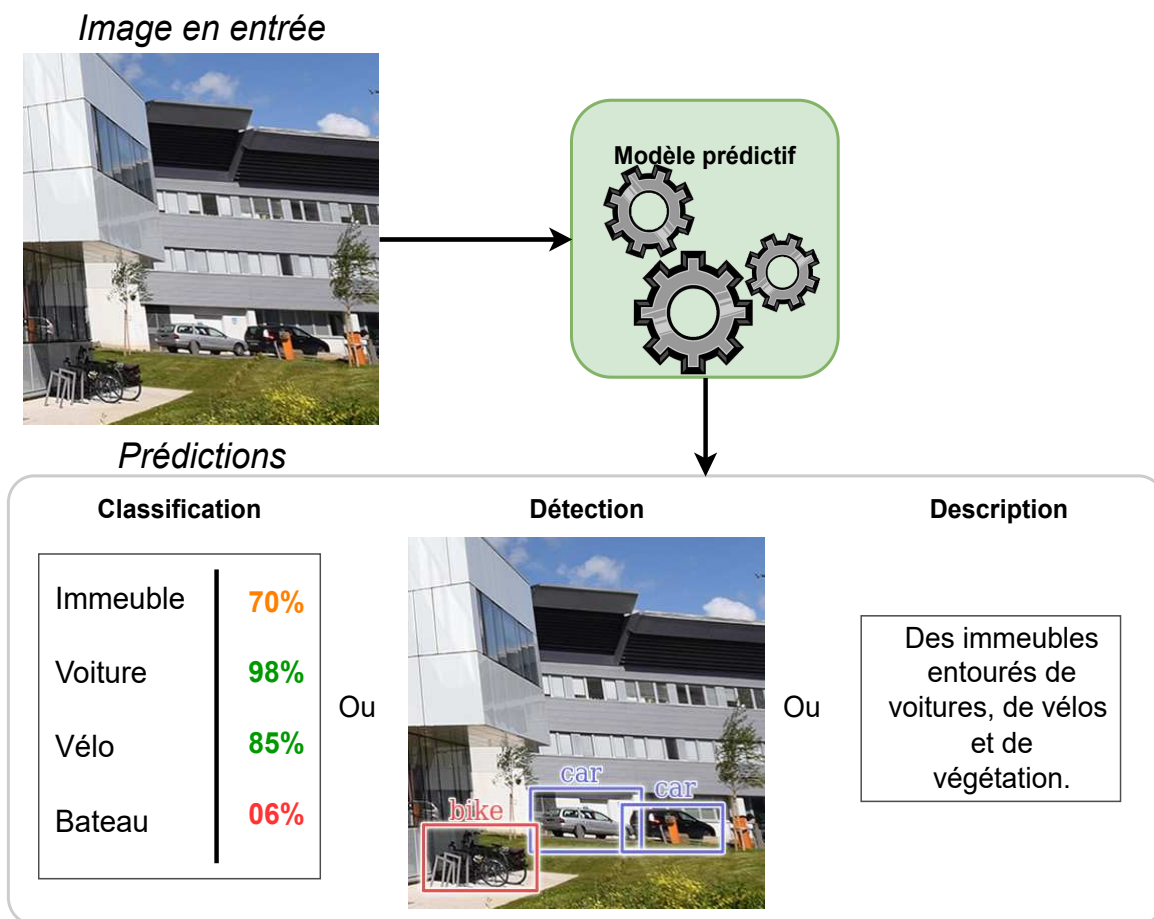 Image en entrée
Modèle prédictif
Prédictions
Classification
Immeuble 70%
Voiture 98%
Vélo 85%
Bateau 06%
Ou
Détection
car
car
bike
Ou
Description
Des immeubles
entourés de
voitures, de vélos
et de
végétation.